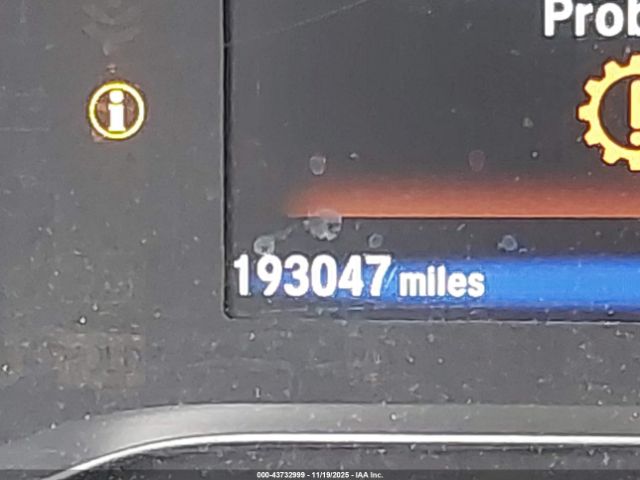 Prob
193047 miles
000-43732999 - 11/19/2025 - IAA Inc.